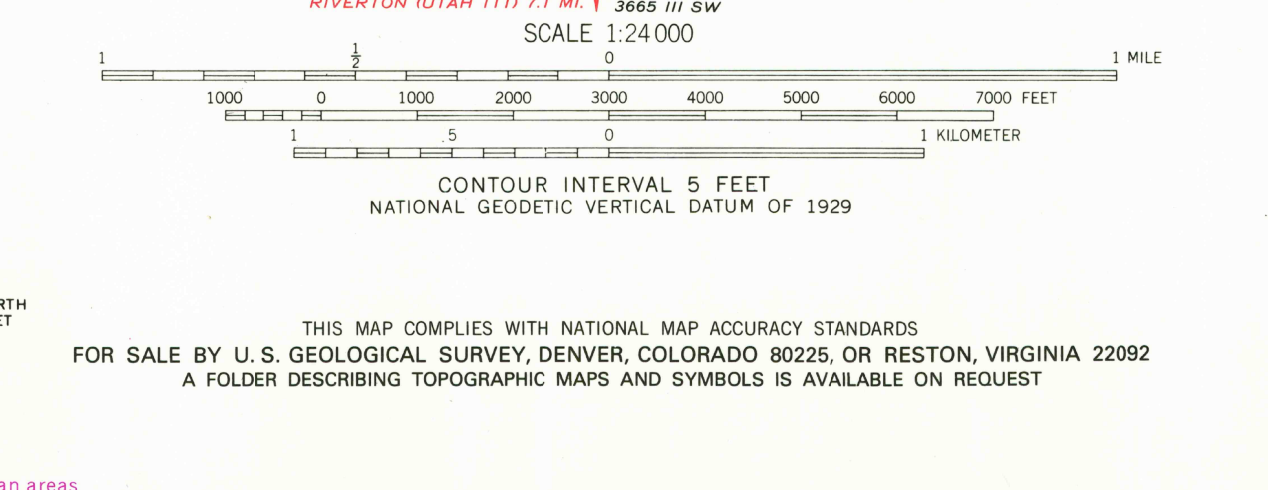 RIVERTON (UTAH 111) 7.1 MI.
3665 III SW
SCALE 1:24 000
1 1/2 0 1 MILE
1000 0 1000 2000 3000 4000 5000 6000 7000 FEET
1 .5 0 1 KILOMETER
CONTOUR INTERVAL 5 FEET
NATIONAL GEODETIC VERTICAL DATUM OF 1929
RTH
ET
THIS MAP COMPLIES WITH NATIONAL MAP ACCURACY STANDARDS
FOR SALE BY U.S. GEOLOGICAL SURVEY, DENVER, COLORADO 80225, OR RESTON, VIRGINIA 22092
A FOLDER DESCRIBING TOPOGRAPHIC MAPS AND SYMBOLS IS AVAILABLE ON REQUEST
an areas